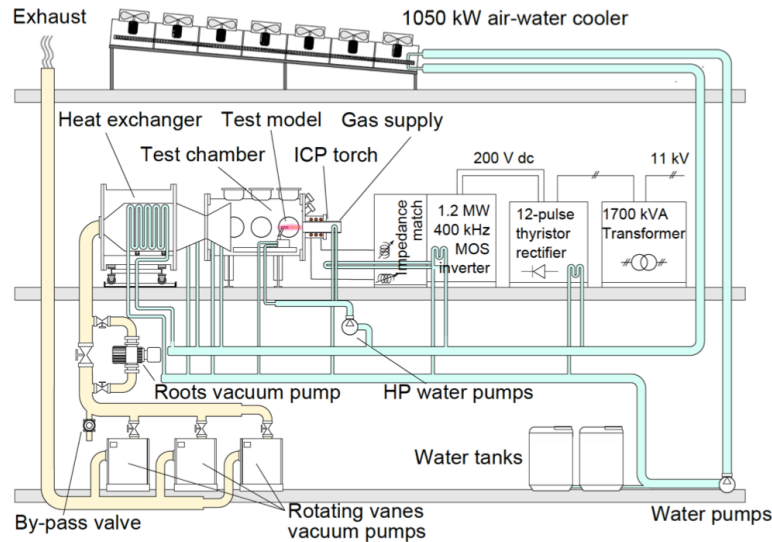 Exhaust
1050 kW air-water cooler
Heat exchanger
Test model
Gas supply
Test chamber
ICP torch
200 V dc
11 kV
Impedance
match
1.2 MW
400 kHz
MOS
inverter
12-pulse
thyristor
rectifier
1700 kVA
Transformer
Roots vacuum pump
HP water pumps
Water tanks
By-pass valve
Rotating vanes
vacuum pumps
Water pumps